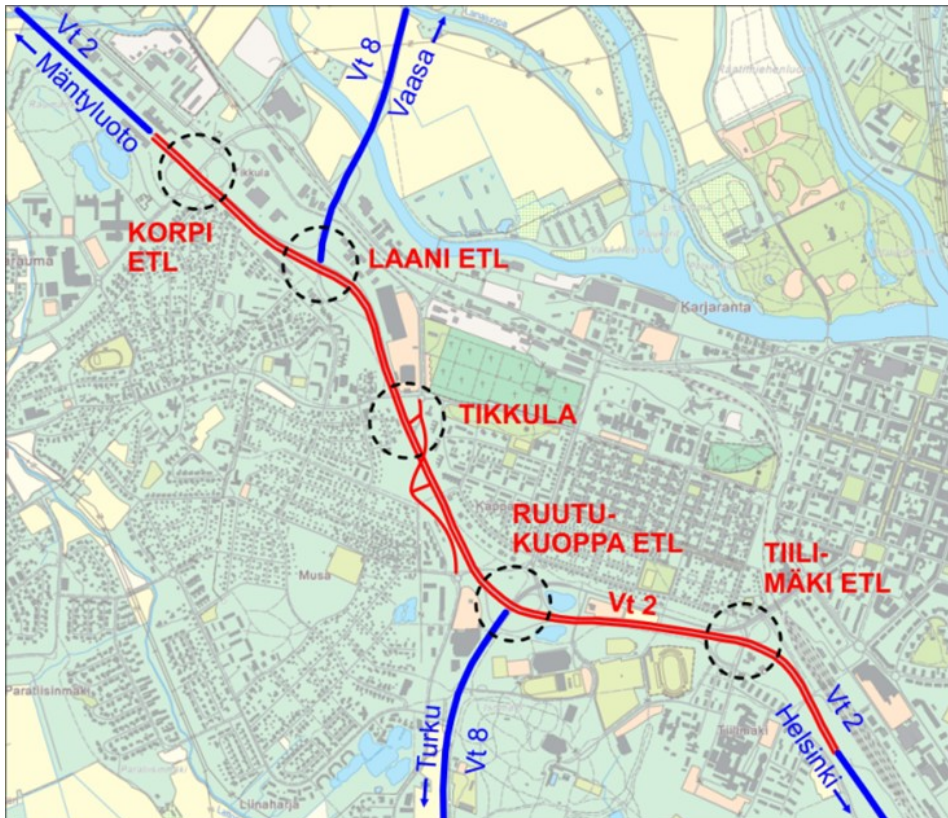 Vt 2
← Mäntyluoto
Vt 8
Vaasa →
KORPI
ETL
LAANI ETL
Karjaranta
TIKKULA
RUUTU-
KUOPPA ETL
TIILI-
MÄKI ETL
Musa
Vt 2
Paratiisinmäki
← Turku
Vt 8
Vt 2
Helsinki →
Liinaharja